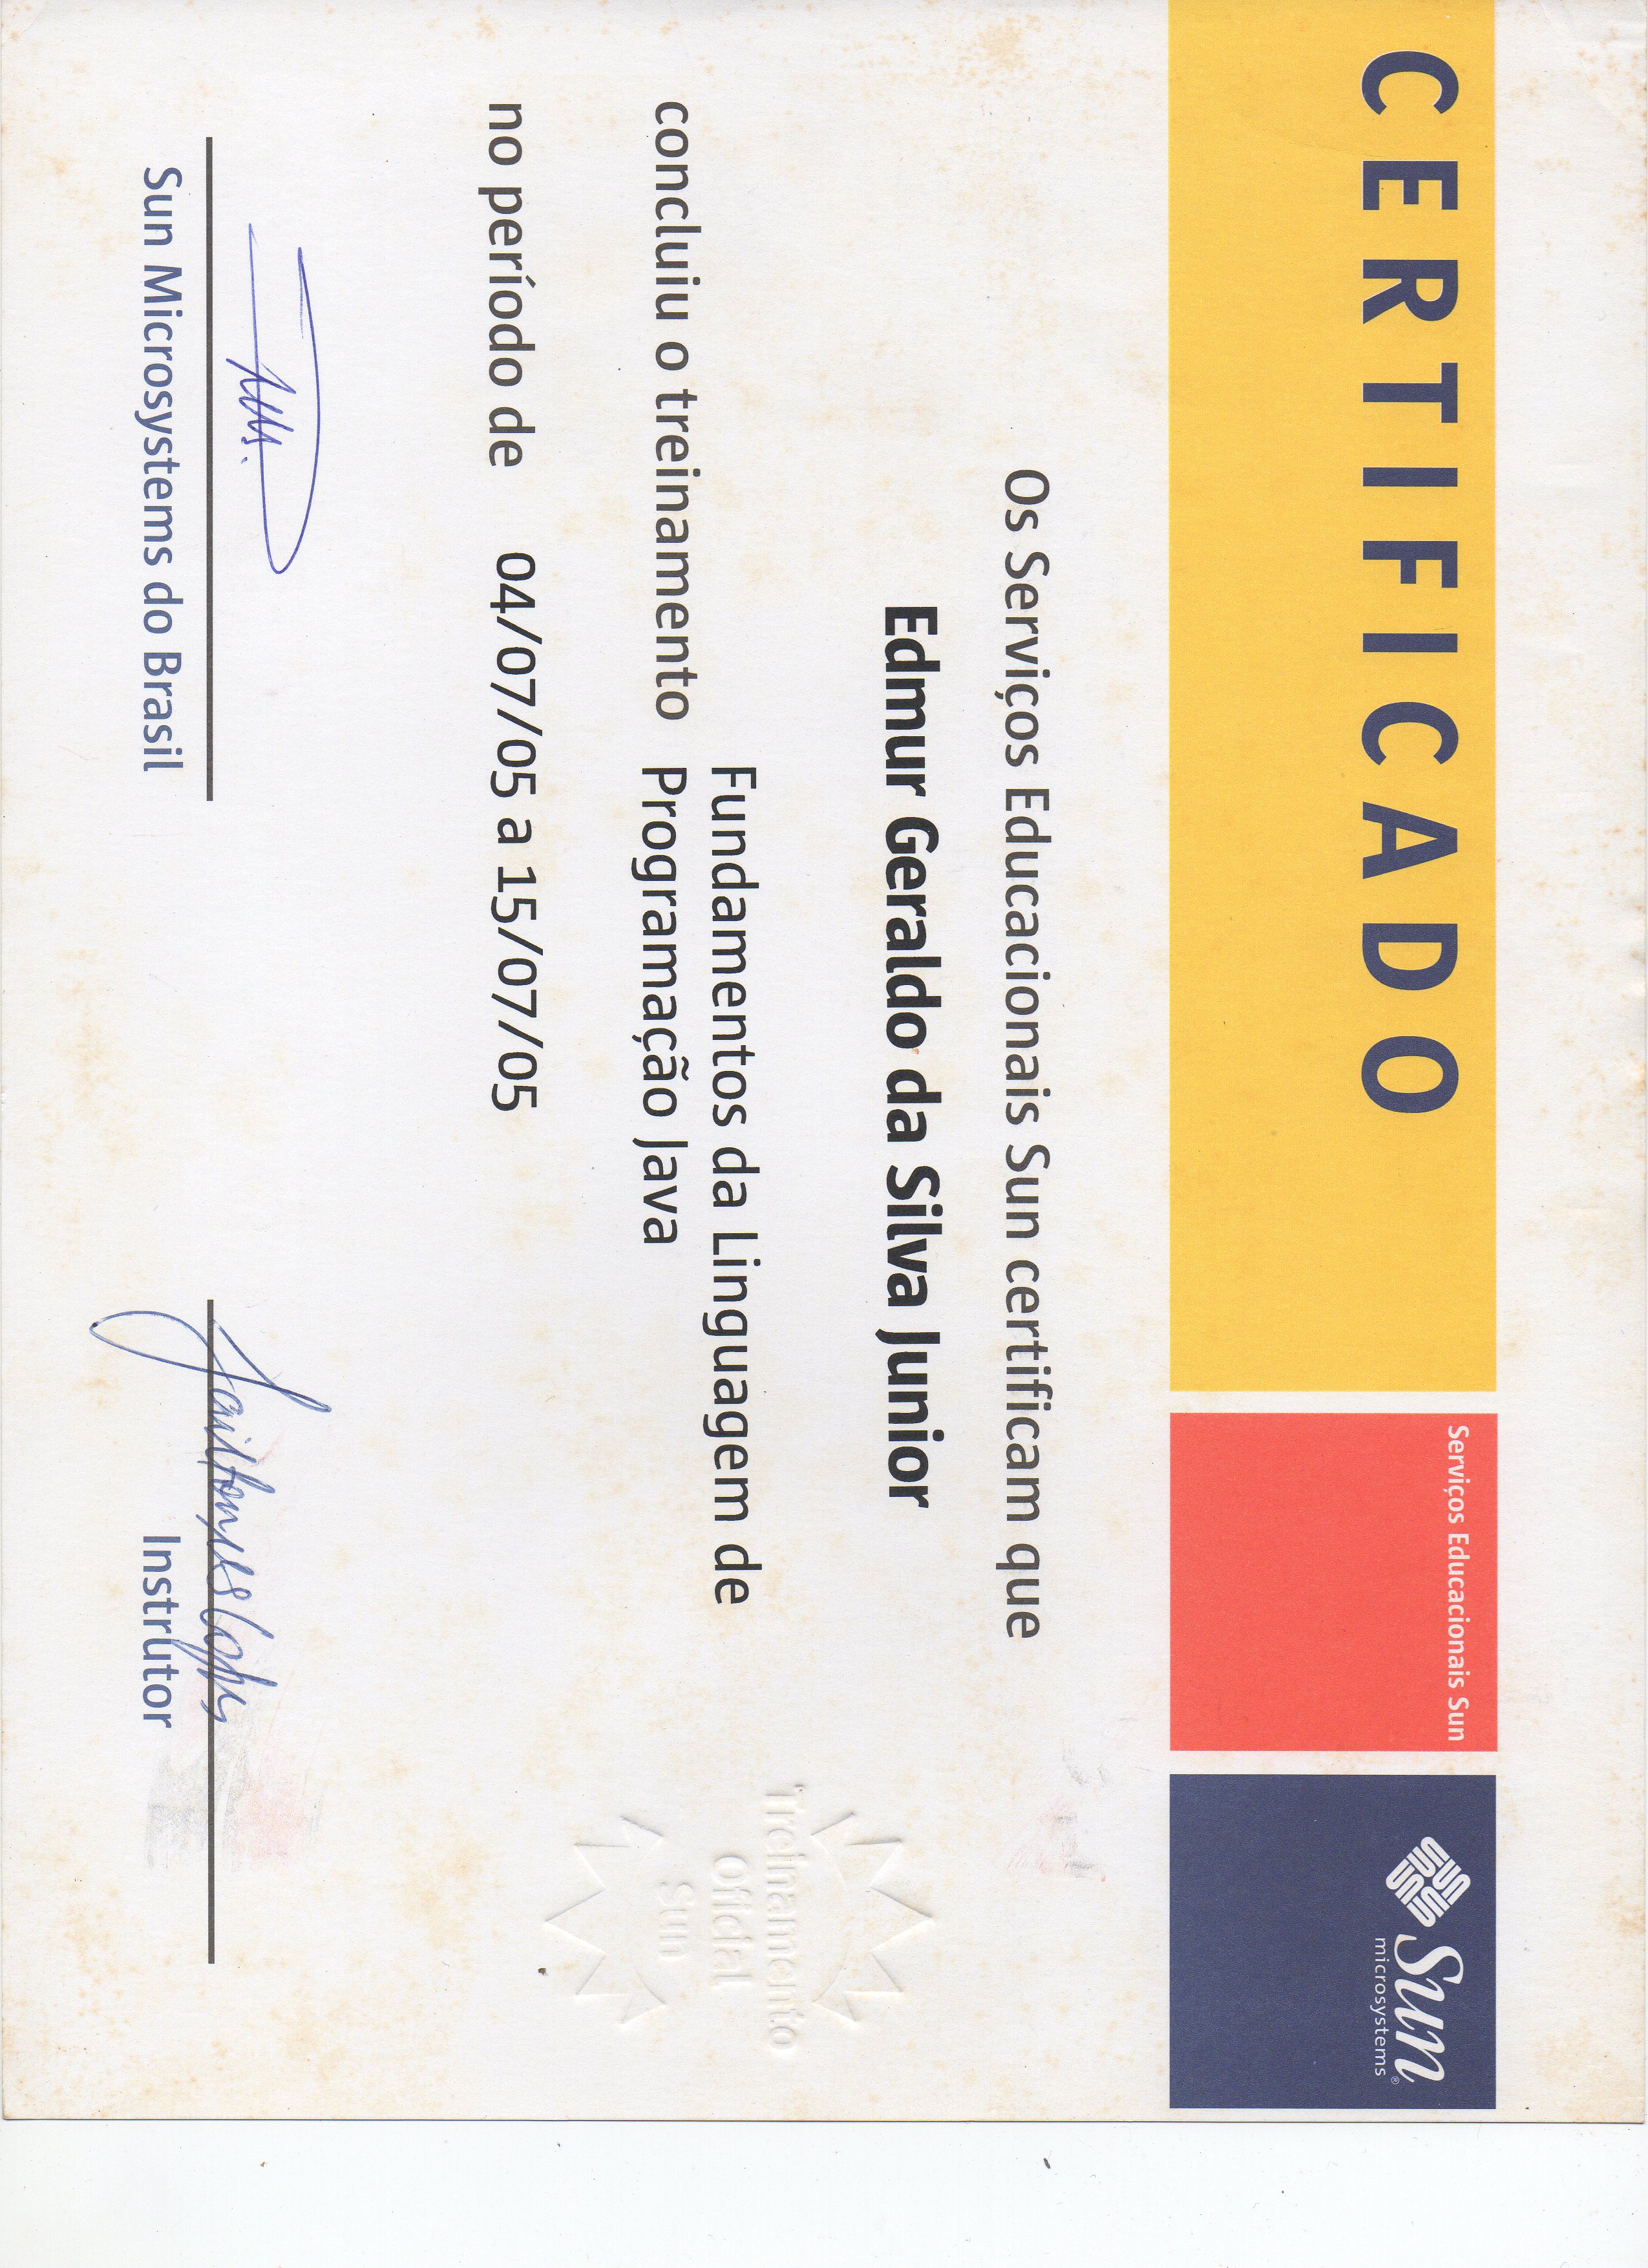 CERTIFICADO
Serviços Educacionais Sun
Sun
microsystems
Os Serviços Educacionais Sun certificam que
Edmur Geraldo da Silva Junior
concluiu o treinamento
Fundamentos da Linguagem de
Programação Java
Treinamento
Oficial
Sun
no período de 04/07/05 a 15/07/05
Sun Microsystems do Brasil
Lopes
Instrutor